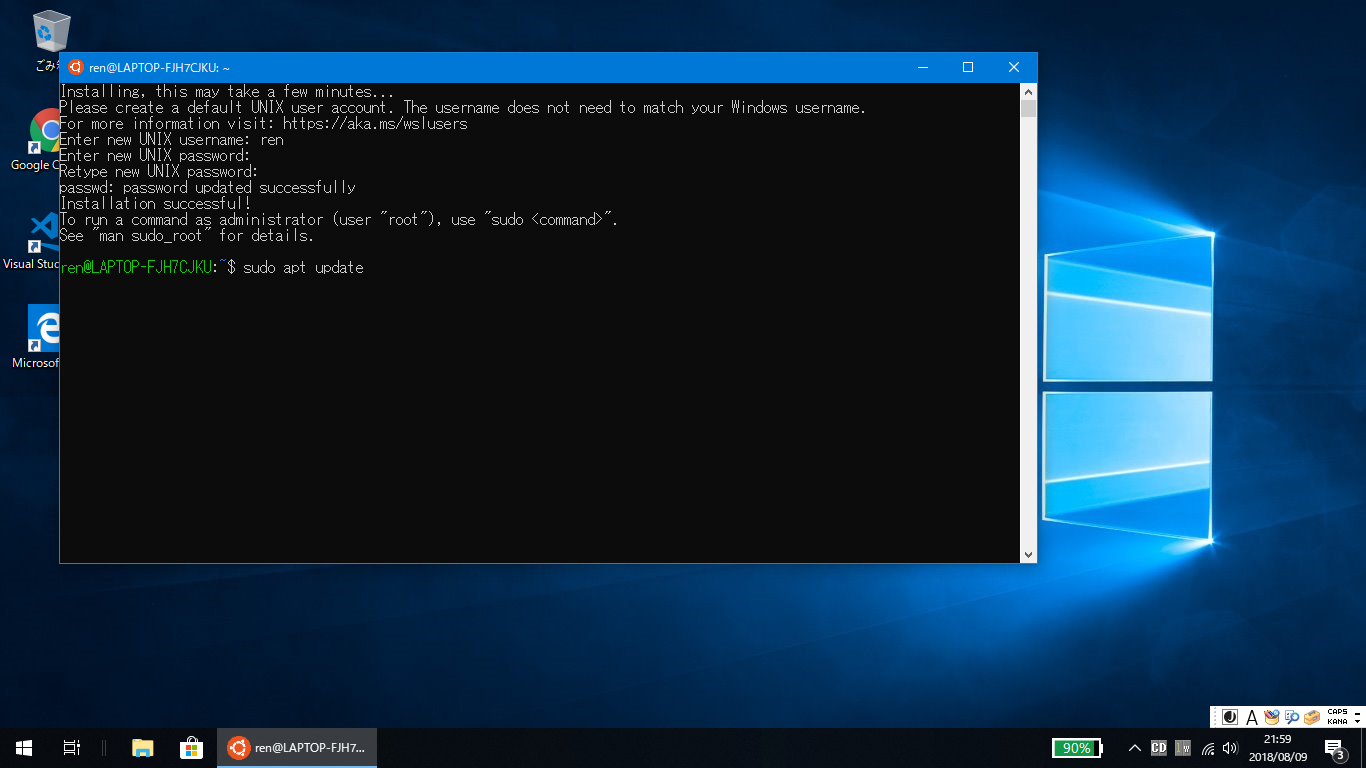 ren@LAPTOP-FJH7CJKU: ~
Installing, this may take a few minutes...
Please create a default UNIX user account. The username does not need to match your Windows username.
For more information visit: https://aka.ms/wslusers
Enter new UNIX username: ren
Enter new UNIX password:
Retype new UNIX password:
passwd: password updated successfully
Installation successful!
To run a command as administrator (user "root"), use "sudo <command>".
See "man sudo_root" for details.
ren@LAPTOP-FJH7CJKU:~$ sudo apt update
ごみ
Google C
Visual Stud
Microsof
A
CAPS
KANA
ren@LAPTOP-FJH7...
90%
CD
21:59
2018/08/09
3